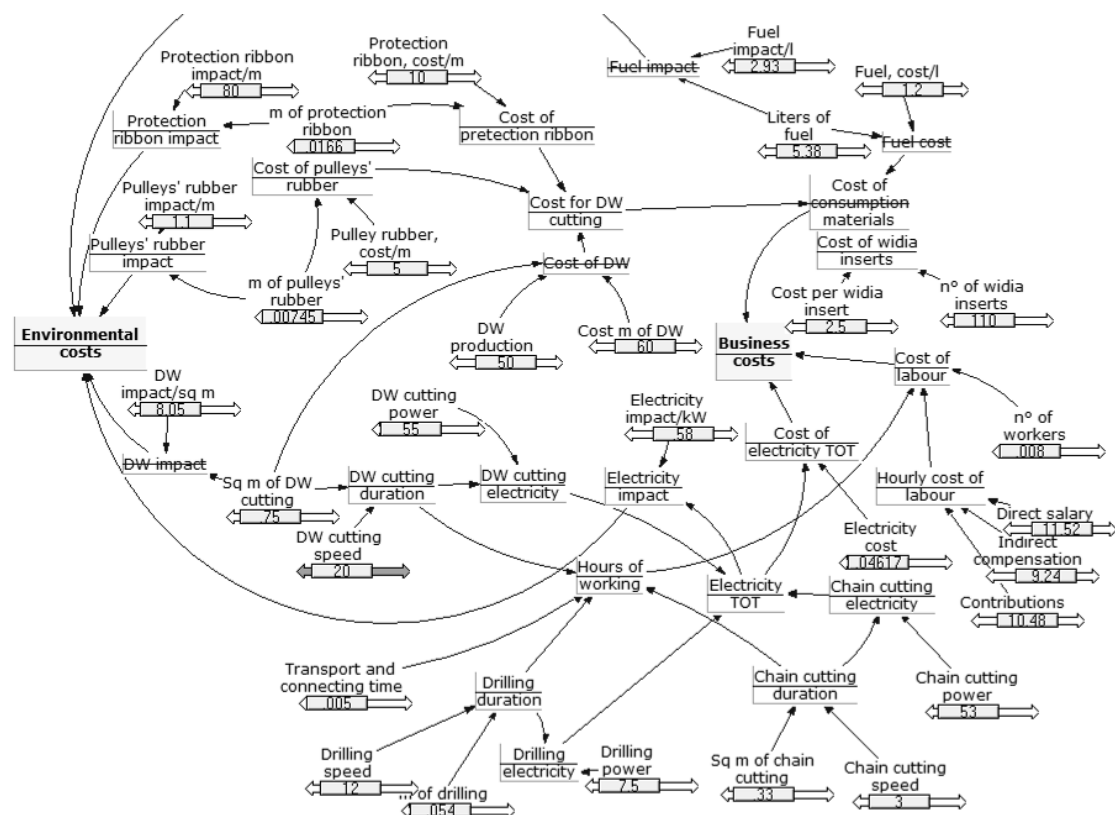 Protection ribbon
impact/m
80
Protection
ribbon impact
Protection
ribbon, cost/m
10
m of protection
ribbon
.0166
Cost of
pretection ribbon
Fuel
impact/l
2.93
Fuel impact
Fuel, cost/l
1.2
Liters of
fuel
5.38
Fuel cost
Cost of pulleys'
rubber
Pulleys' rubber
impact/m
1.1
Pulleys' rubber
impact
Pulley rubber,
cost/m
5
m of pulleys'
rubber
.00745
Cost for DW
cutting
Cost of
consumption
materials
Cost of DW
Cost of widia
inserts
Cost per widia
insert
2.5
nº of widia
inserts
110
Environmental
costs
DW
production
50
Cost m of DW
60
Business
costs
Cost of
labour
DW
impact/sq m
8.05
DW impact
DW cutting
power
55
Electricity
impact/kW
.58
Cost of
electricity TOT
nº of
workers
.008
Sq m of DW
cutting
.75
DW cutting
duration
DW cutting
electricity
Electricity
impact
Hourly cost of
labour
Direct salary
11.52
DW cutting
speed
20
Electricity
cost
.04617
Indirect
compensation
9.24
Contributions
10.48
Hours of
working
Electricity
TOT
Chain cutting
electricity
Transport and
connecting time
.005
Drilling
duration
Chain cutting
duration
Chain cutting
power
53
Drilling
speed
12
m of drilling
.054
Drilling
electricity
Drilling
power
7.5
Sq m of chain
cutting
.33
Chain cutting
speed
3